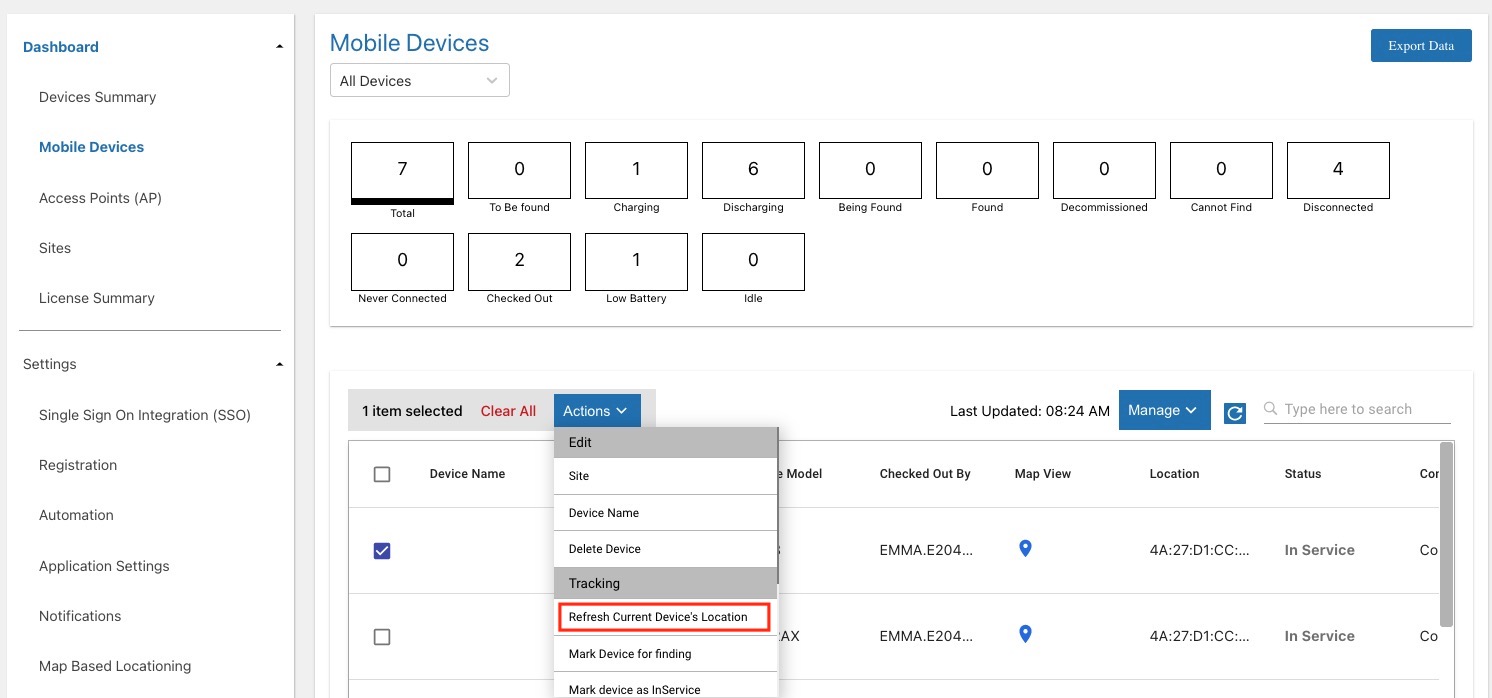 Dashboard
Devices Summary
Mobile Devices
Access Points (AP)
Sites
License Summary
Settings
Single Sign On Integration (SSO)
Registration
Automation
Application Settings
Notifications
Map Based Locationing
Mobile Devices
Export Data
All Devices
7 0 1 6 0 0 0 0 4
Total To Be found Charging Discharging Being Found Found Decommissioned Cannot Find Disconnected
0 2 1 0
Never Connected Checked Out Low Battery Idle
1 item selected Clear All Actions Last Updated: 08:24 AM Manage Type here to search
Edit
Site
Device Name
Delete Device
Tracking
Refresh Current Device's Location
Mark Device for finding
Mark device as InService
Device Name Model Checked Out By Map View Location Status
EMMA.E204... 4A:27:D1:CC:... In Service Co
AX EMMA.E204... 4A:27:D1:CC:... In Service Co